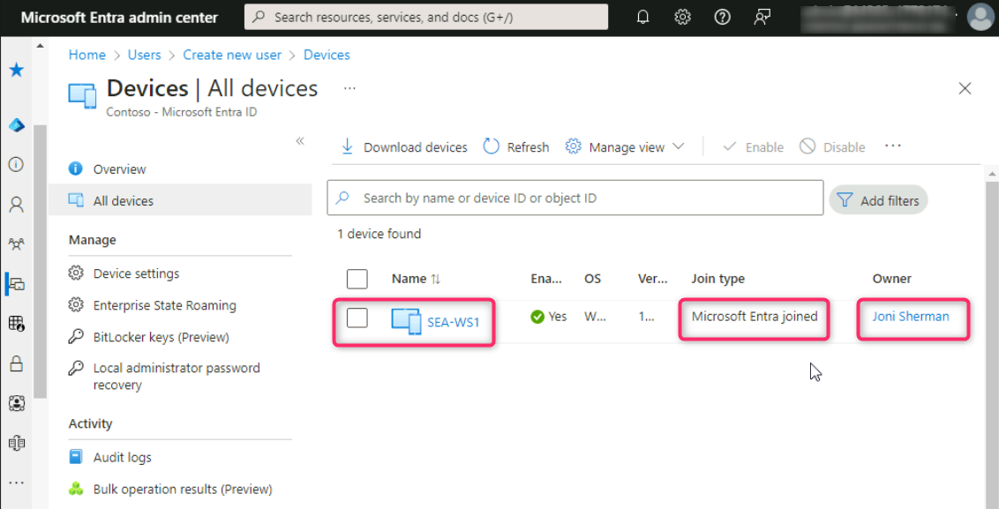 Microsoft Entra admin center
Search resources, services, and docs (G+/)
Home > Users > Create new user > Devices
Devices | All devices ...
Contoso - Microsoft Entra ID
«
Overview
All devices
Manage
Device settings
Enterprise State Roaming
BitLocker keys (Preview)
Local administrator password
recovery
Activity
Audit logs
Bulk operation results (Preview)
Download devices Refresh Manage view Enable Disable ...
Search by name or device ID or object ID
Add filters
1 device found
Name ↑↓ Ena... OS Ver... Join type Owner
SEA-WS1 Yes W... 1... Microsoft Entra joined Joni Sherman